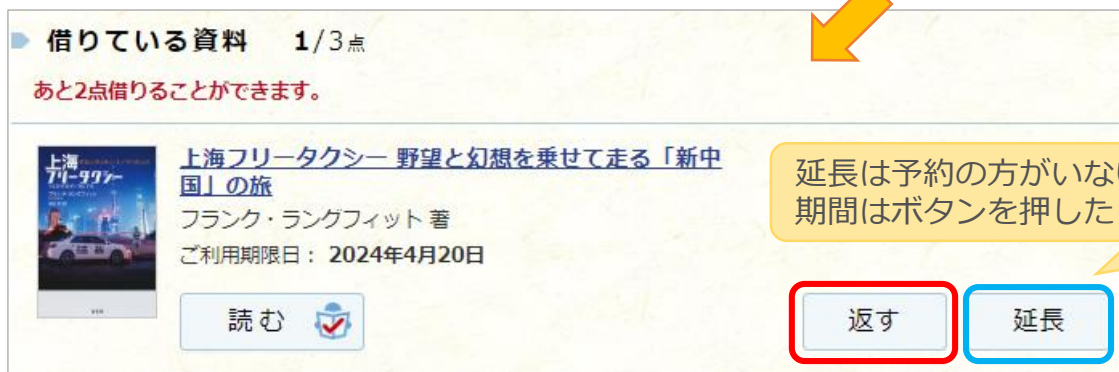 借りている資料 1/3点
あと2点借りることができます。
上海
フリータクシー
上海フリータクシー 野望と幻想を乗せて走る「新中
国」の旅
フランク・ラングフィット 著
ご利用期限日： 2024年4月20日
延長は予約の方がいな
期間はボタンを押した
読む
返す
延長